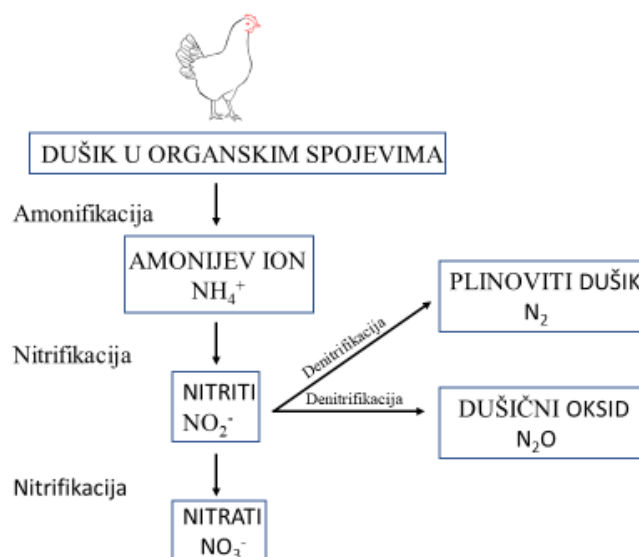 DUŠIK U ORGANSKIM SPOJEVIMA
Amonifikacija
AMONIJEV ION
NH₄⁺
Nitrifikacija
NITRITI
NO₂⁻
Denitrifikacija
PLINOVITI DUŠIK
N₂
Denitrifikacija
DUŠIČNI OKSID
N₂O
Nitrifikacija
NITRATI
NO₃⁻